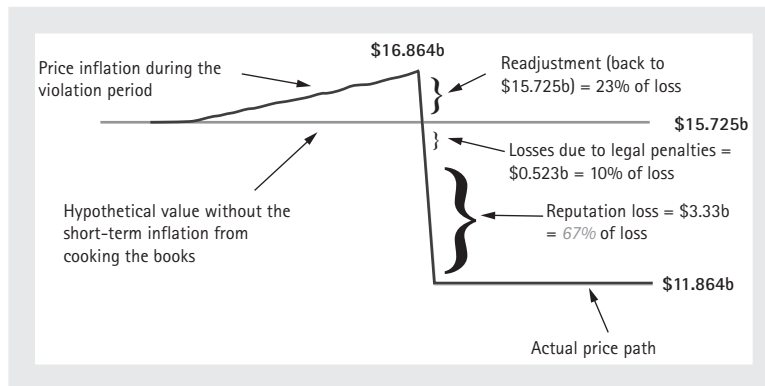 $16.864b
Price inflation during the
violation period
Readjustment (back to
$15.725b) = 23% of loss
$15.725b
Losses due to legal penalties =
$0.523b = 10% of loss
Hypothetical value without the
short-term inflation from
cooking the books
Reputation loss = $3.33b
= 67% of loss
$11.864b
Actual price path